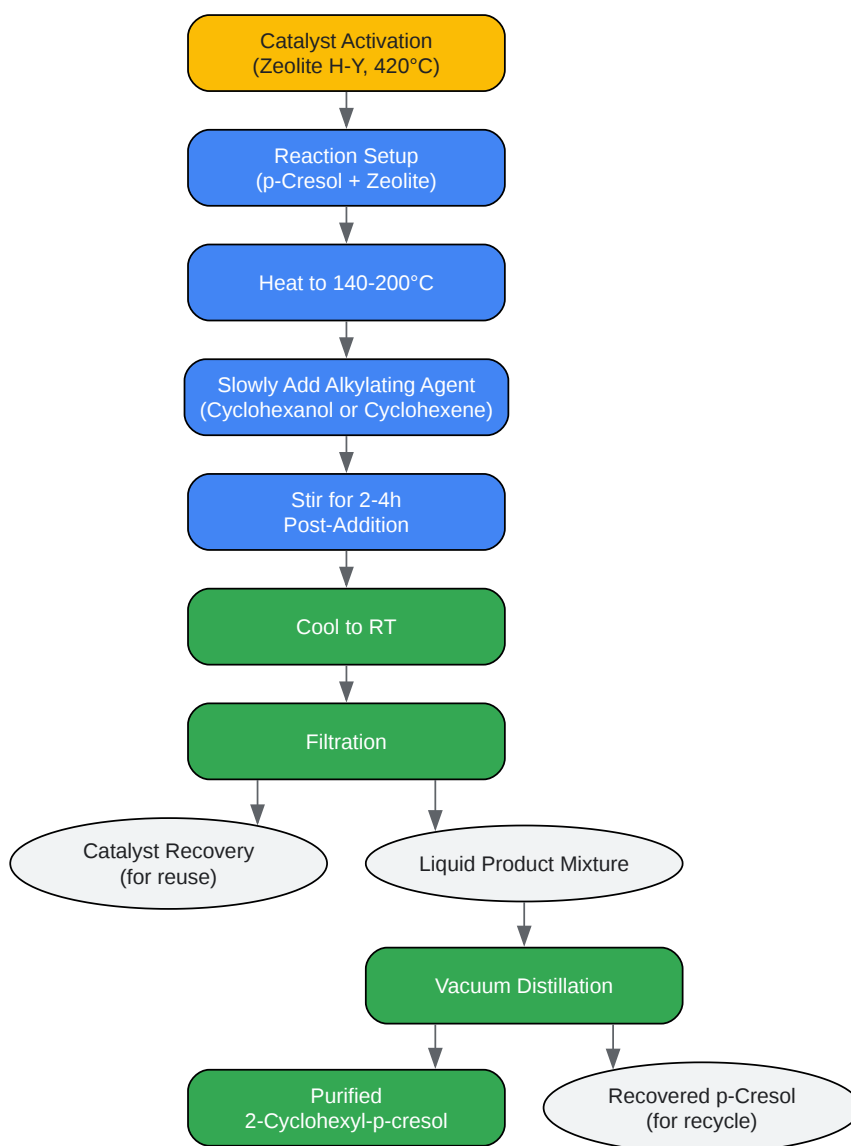 Catalyst Activation
(Zeolite H-Y, 420°C)
Reaction Setup
(p-Cresol + Zeolite)
Heat to 140-200°C
Slowly Add Alkylating Agent
(Cyclohexanol or Cyclohexene)
Stir for 2-4h
Post-Addition
Cool to RT
Filtration
Catalyst Recovery
(for reuse)
Liquid Product Mixture
Vacuum Distillation
Purified
2-Cyclohexyl-p-cresol
Recovered p-Cresol
(for recycle)